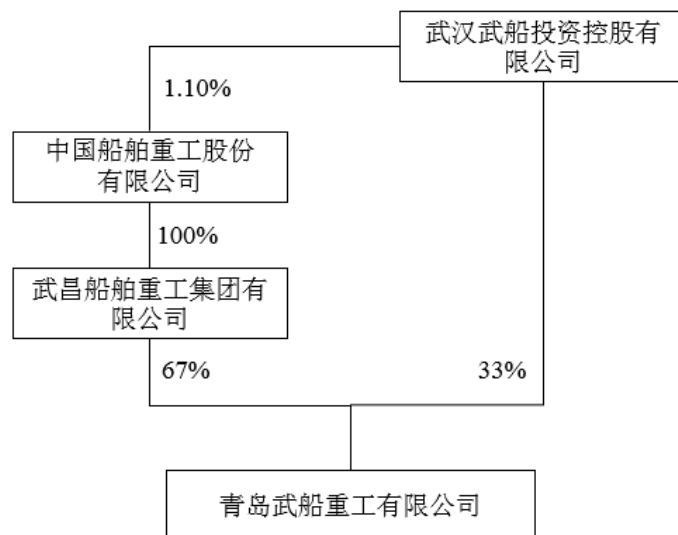 武汉武船投资控股有
限公司
1.10%
中国船舶重工股份
有限公司
100%
武昌船舶重工集团有
限公司
67%
33%
青岛武船重工有限公司